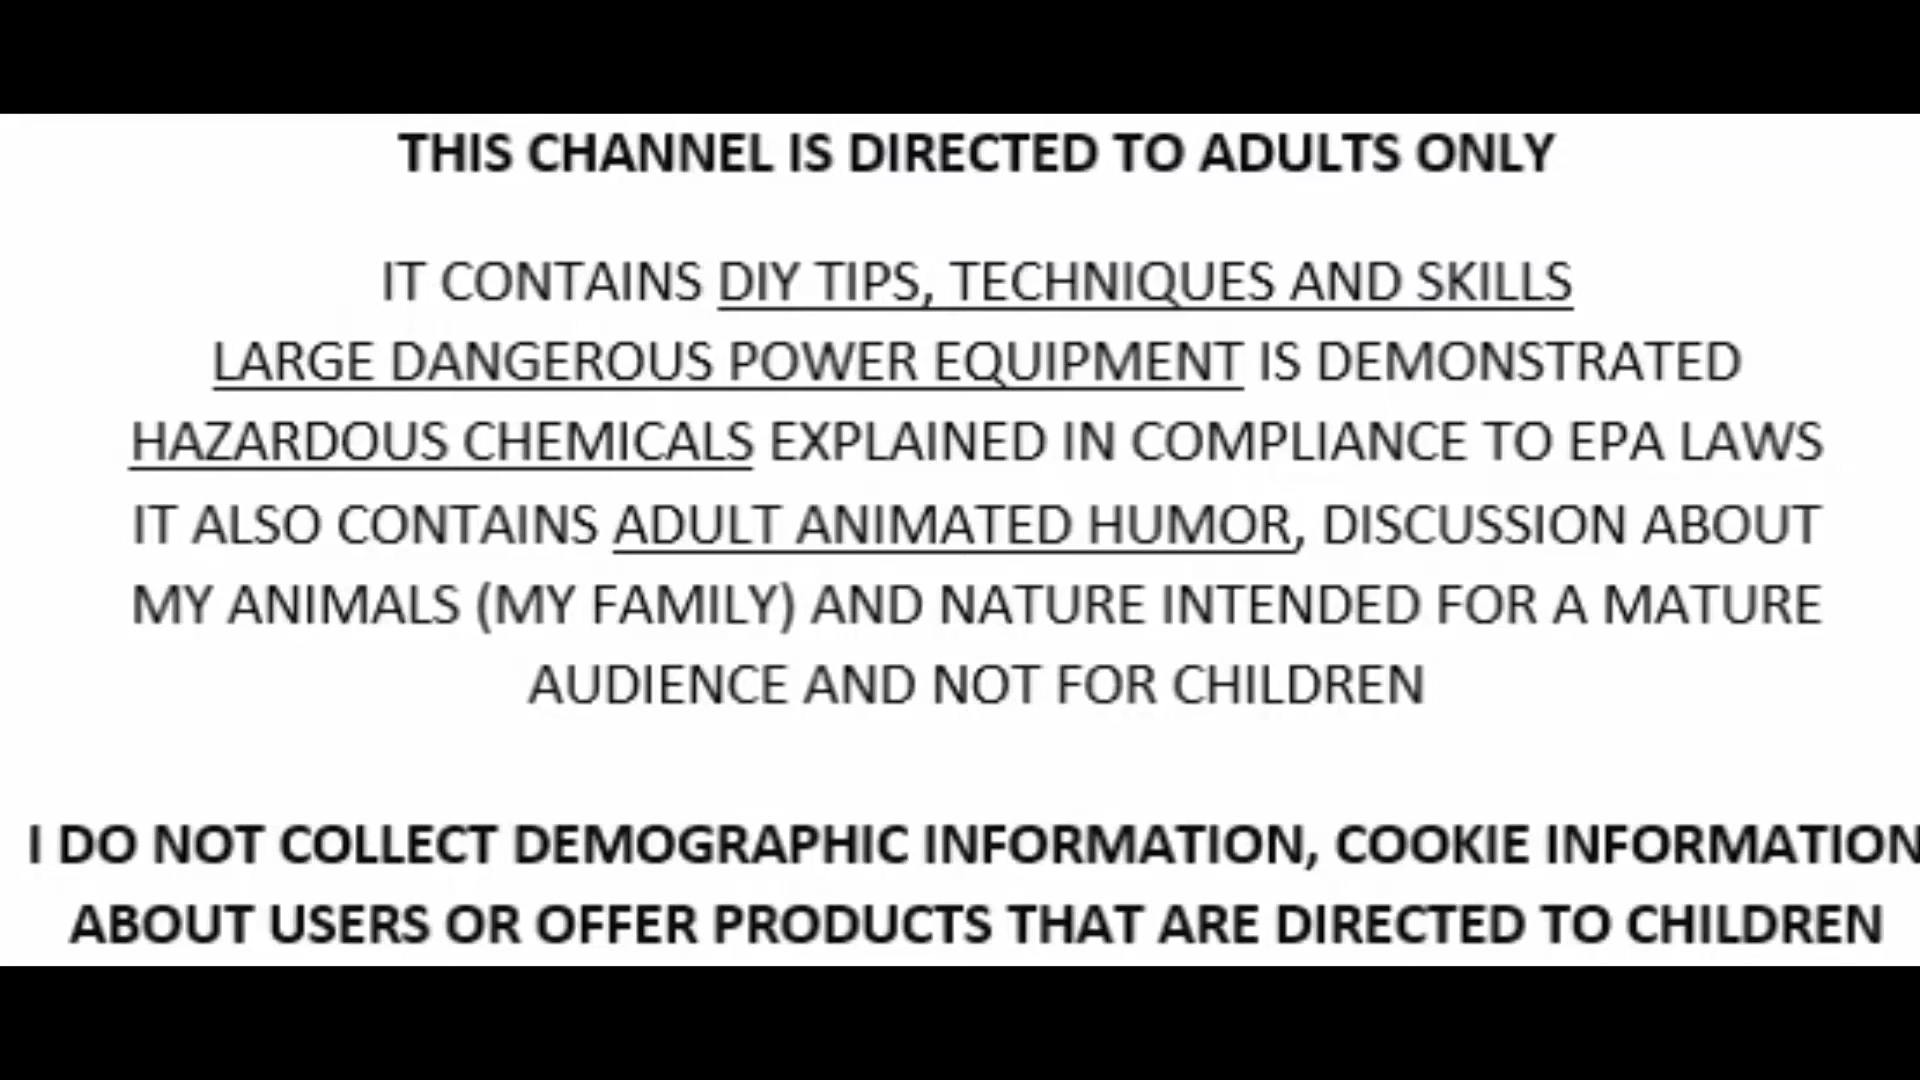 THIS CHANNEL IS DIRECTED TO ADULTS ONLY
IT CONTAINS DIY TIPS, TECHNIQUES AND SKILLS
LARGE DANGEROUS POWER EQUIPMENT IS DEMONSTRATED
HAZARDOUS CHEMICALS EXPLAINED IN COMPLIANCE TO EPA LAWS
IT ALSO CONTAINS ADULT ANIMATED HUMOR, DISCUSSION ABOUT
MY ANIMALS (MY FAMILY) AND NATURE INTENDED FOR A MATURE
AUDIENCE AND NOT FOR CHILDREN
I DO NOT COLLECT DEMOGRAPHIC INFORMATION, COOKIE INFORMATION
ABOUT USERS OR OFFER PRODUCTS THAT ARE DIRECTED TO CHILDREN